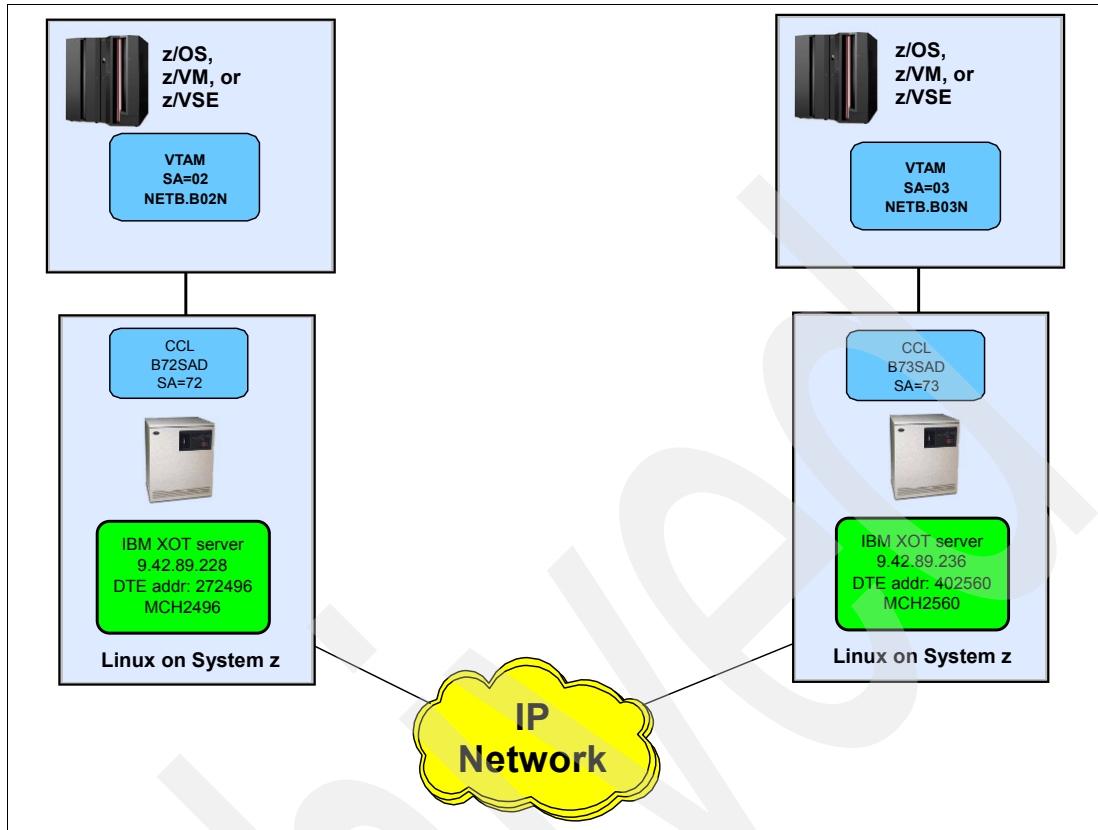 z/OS,
z/VM, or
z/VSE
VTAM
SA=02
NETB.B02N
CCL
B72SAD
SA=72
IBM XOT server
9.42.89.228
DTE addr: 272496
MCH2496
Linux on System z
z/OS,
z/VM, or
z/VSE
VTAM
SA=03
NETB.B03N
CCL
B73SAD
SA=73
IBM XOT server
9.42.89.236
DTE addr: 402560
MCH2560
Linux on System z
IP
Network